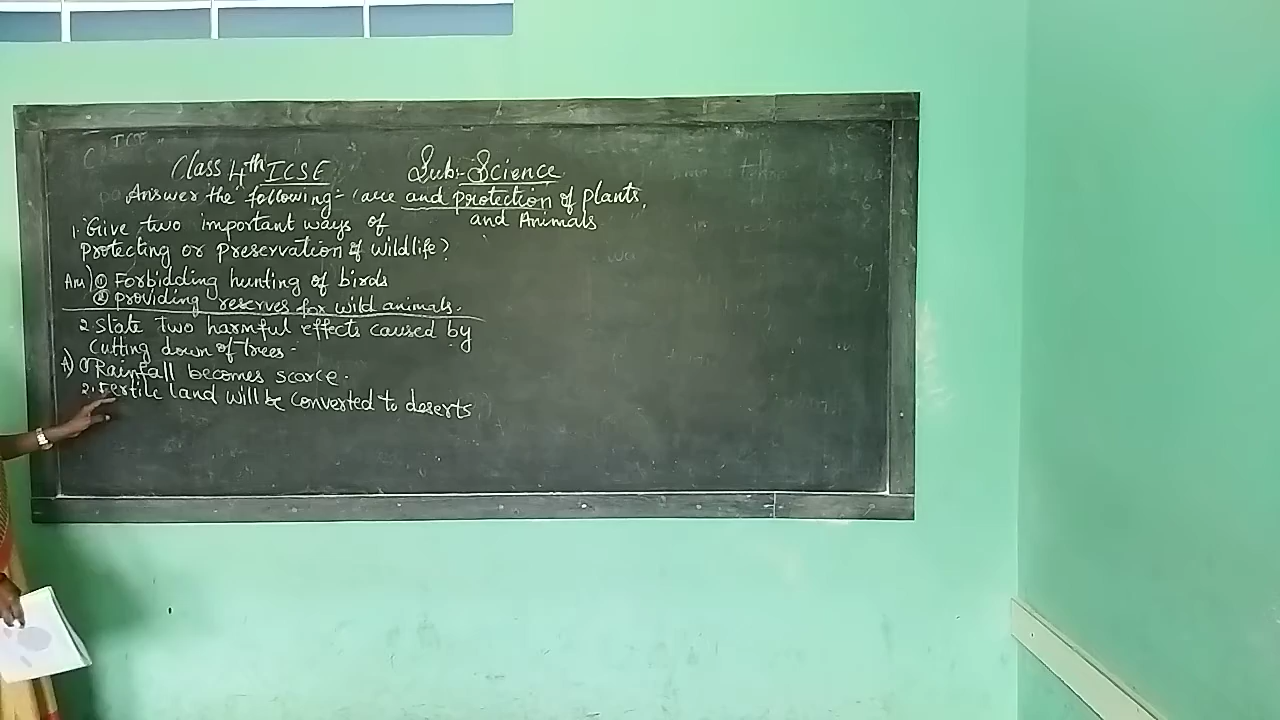 Class 4th ICSE Sub:- Science
Answer the following:- Care and protection of plants,
and Animals
1. Give two important ways of
protecting or preservation of wildlife?
Ans) ① Forbidding hunting of birds
② providing reserves for wild animals.
2. State two harmful effects caused by
Cutting down of trees.
A) ① Rainfall becomes scarce.
2. Fertile land will be converted to deserts